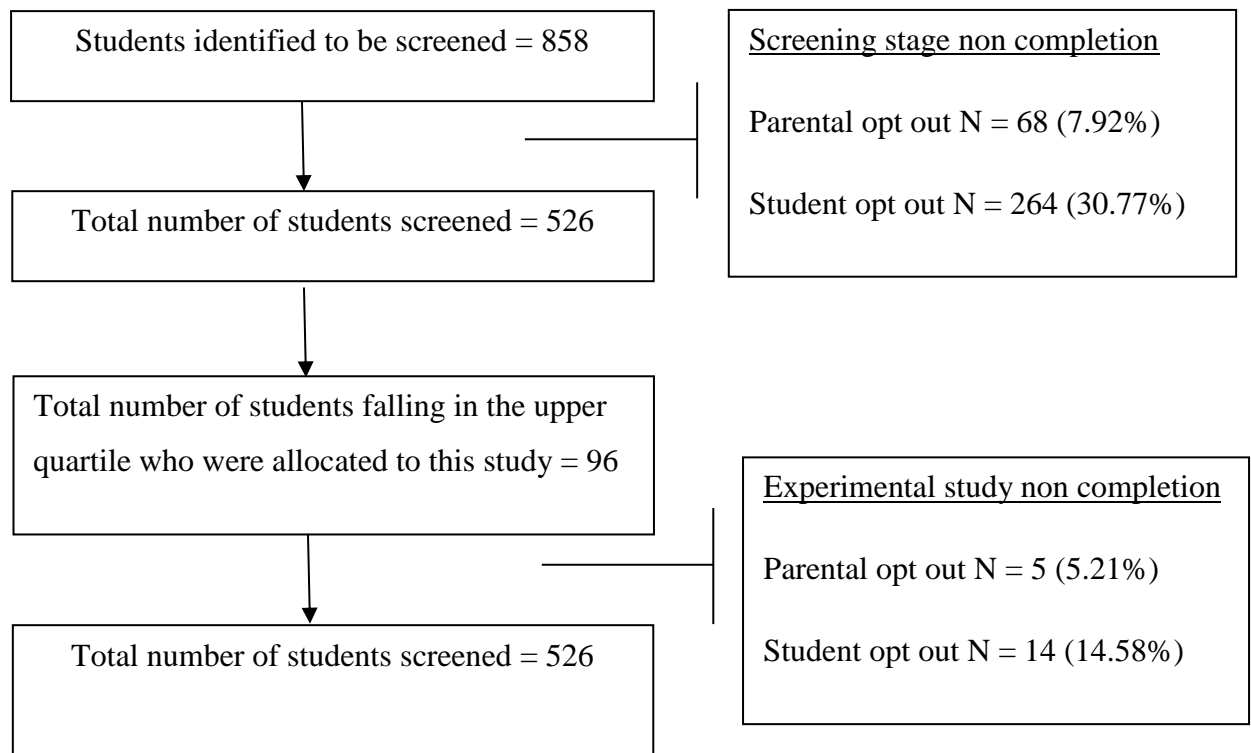 Students identified to be screened = 858
Screening stage non completion
Parental opt out N = 68 (7.92%)
Student opt out N = 264 (30.77%)
Total number of students screened = 526
Total number of students falling in the upper
quartile who were allocated to this study = 96
Experimental study non completion
Parental opt out N = 5 (5.21%)
Student opt out N = 14 (14.58%)
Total number of students screened = 526